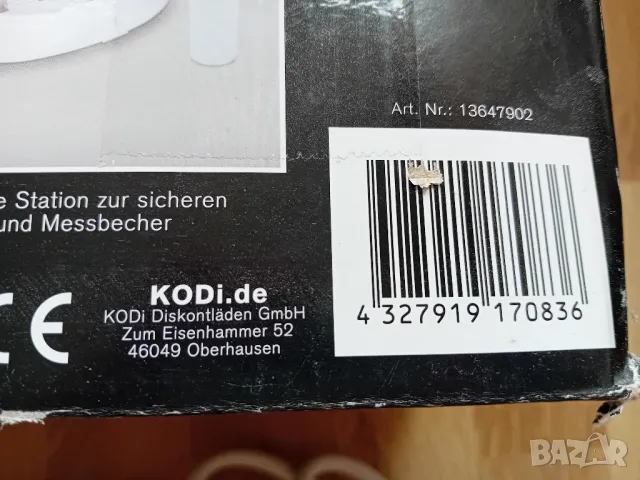 Art. Nr.: 13647902
e Station zur sicheren
und Messbecher
CE
KODi.de
KODi Diskontläden GmbH
Zum Eisenhammer 52
46049 Oberhausen
4 327919 170836
BAZAR